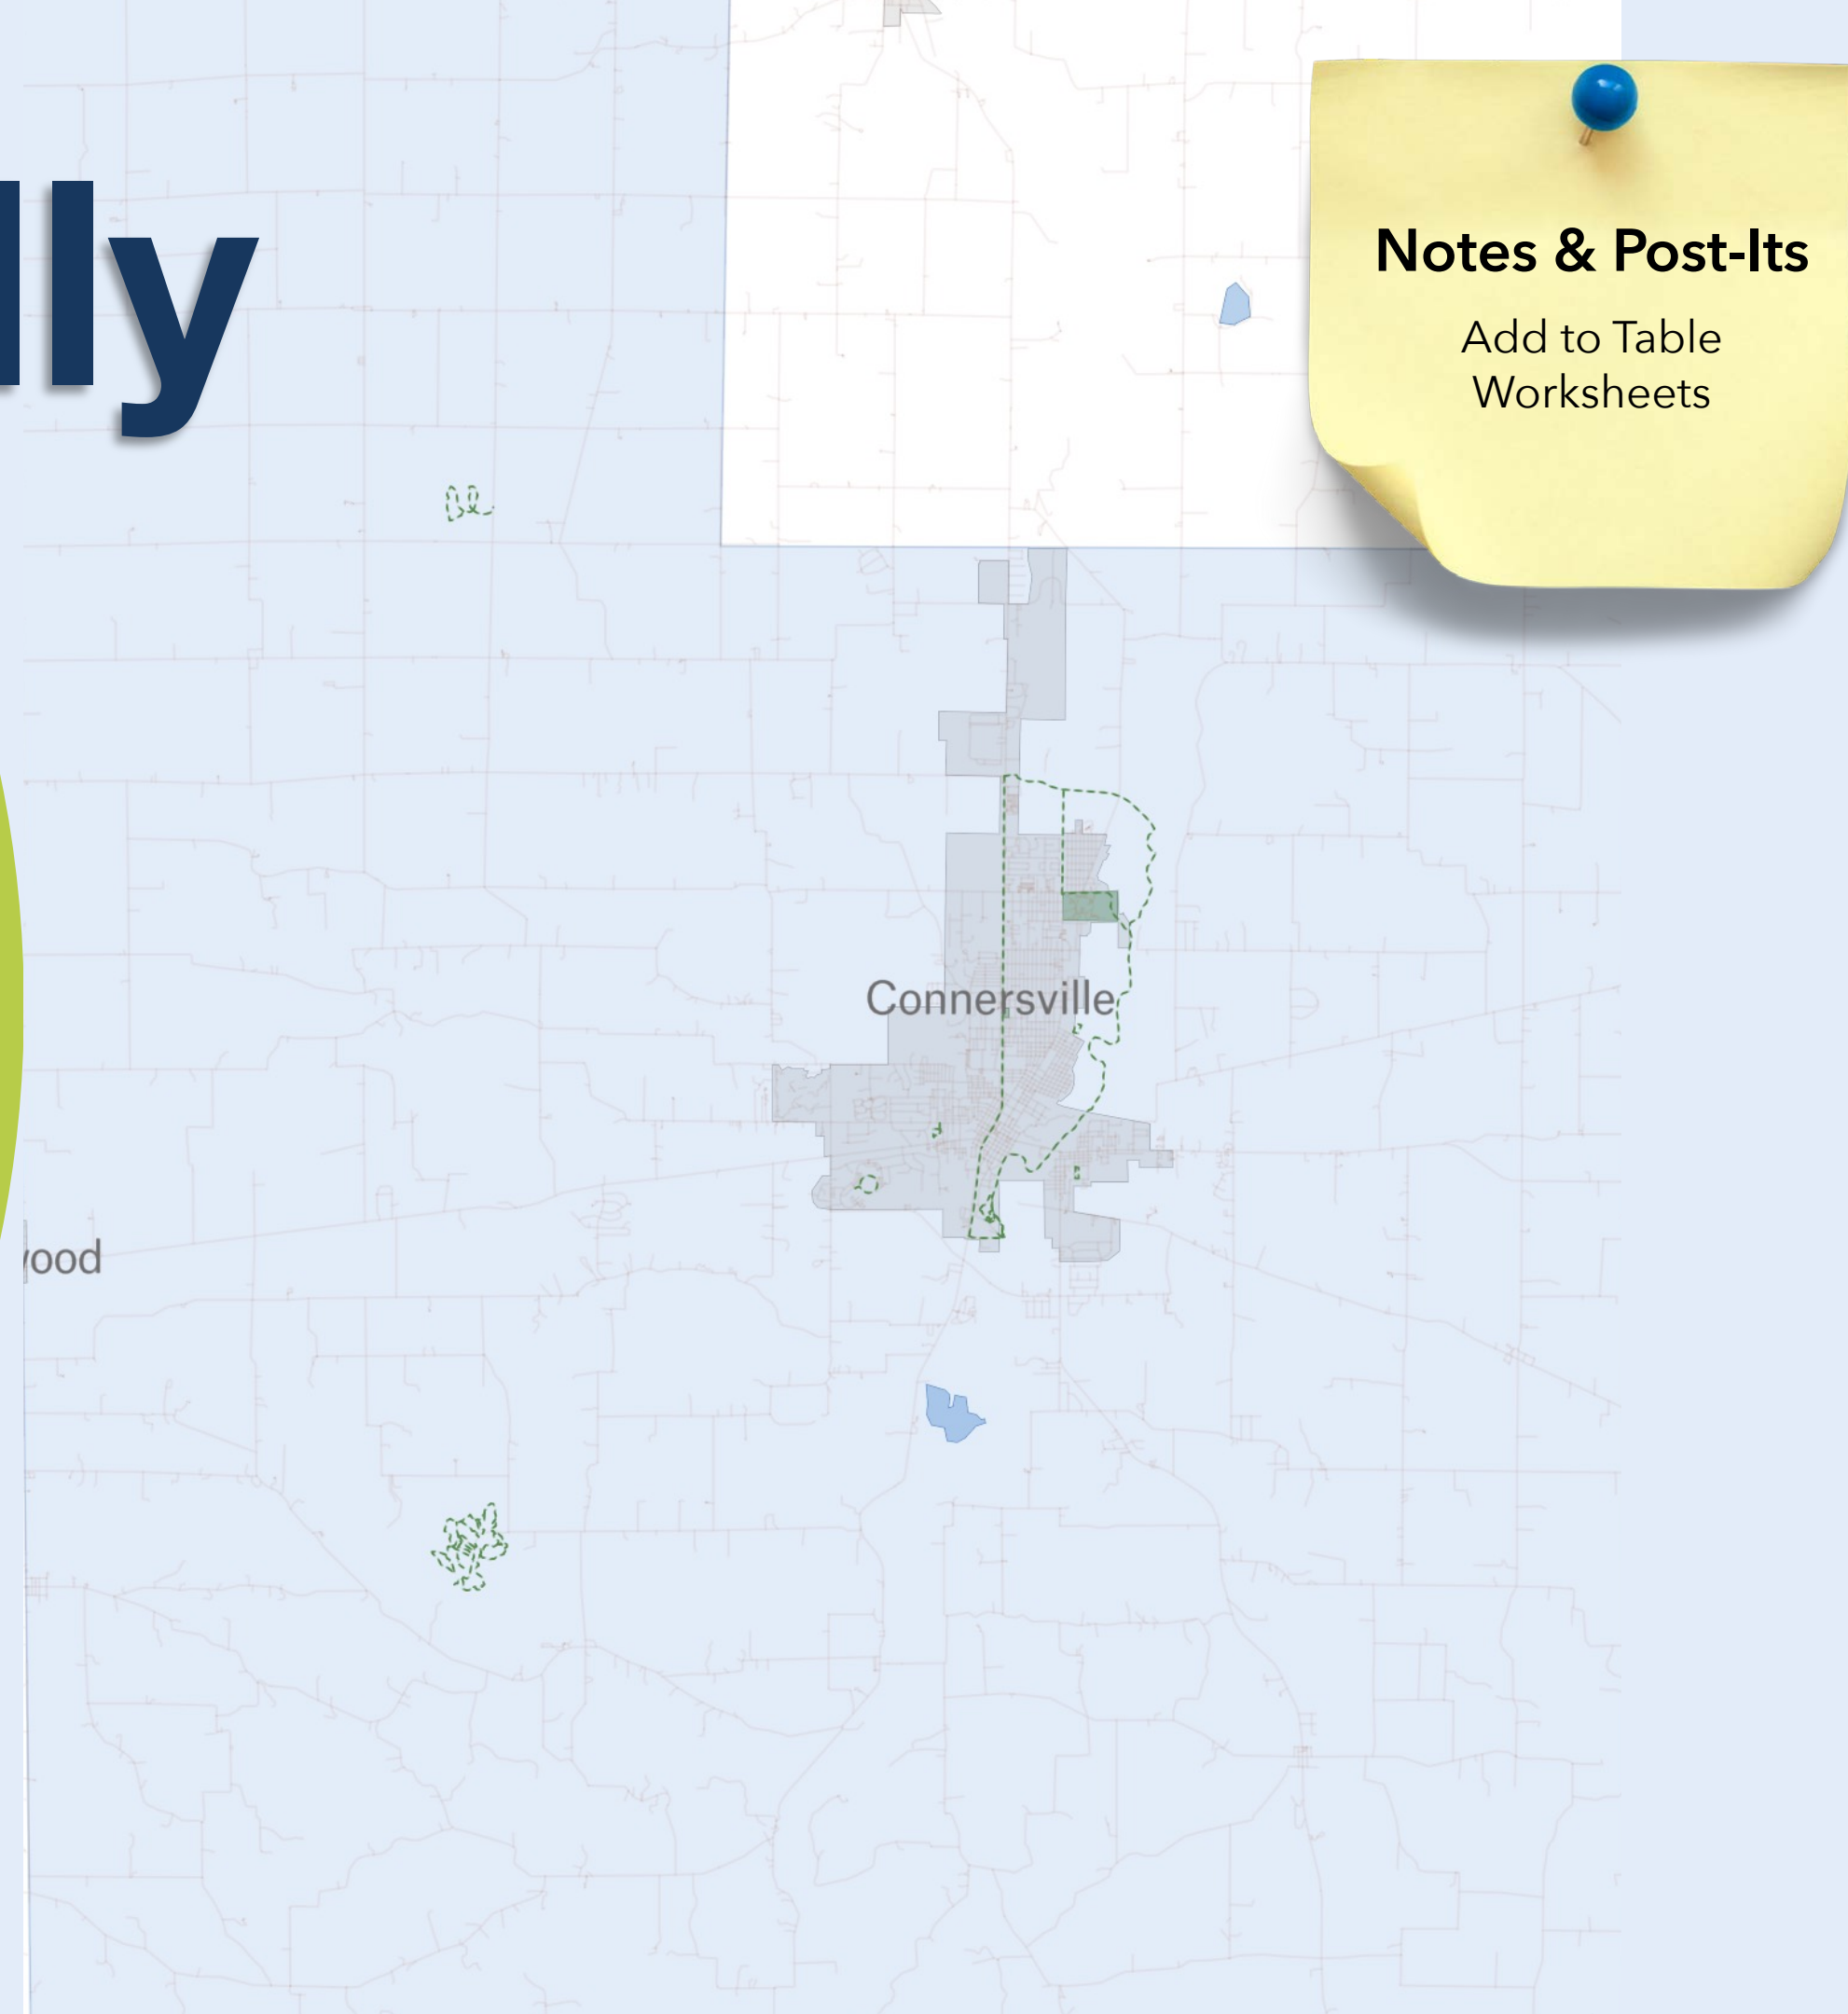 lly
Notes & Post-Its
Add to Table
Worksheets
Connersville
ood